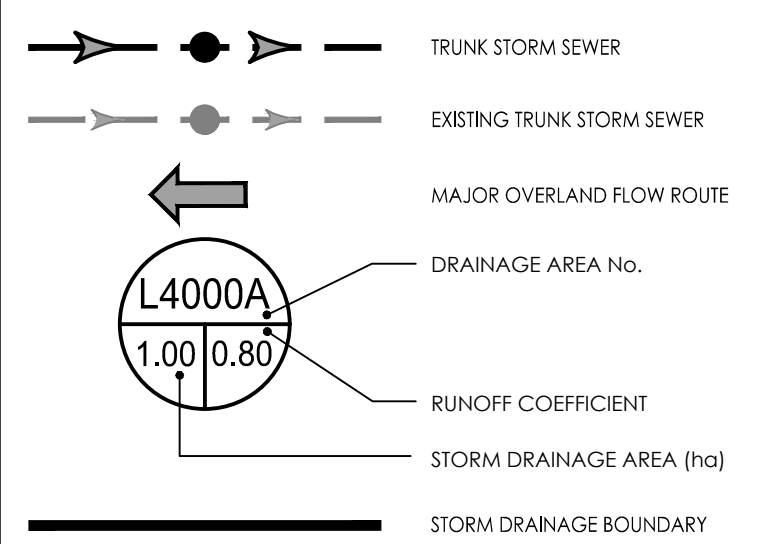 TRUNK STORM SEWER
EXISTING TRUNK STORM SEWER
MAJOR OVERLAND FLOW ROUTE
DRAINAGE AREA No.
L4000A
1.00 0.80
RUNOFF COEFFICIENT
STORM DRAINAGE AREA (ha)
STORM DRAINAGE BOUNDARY